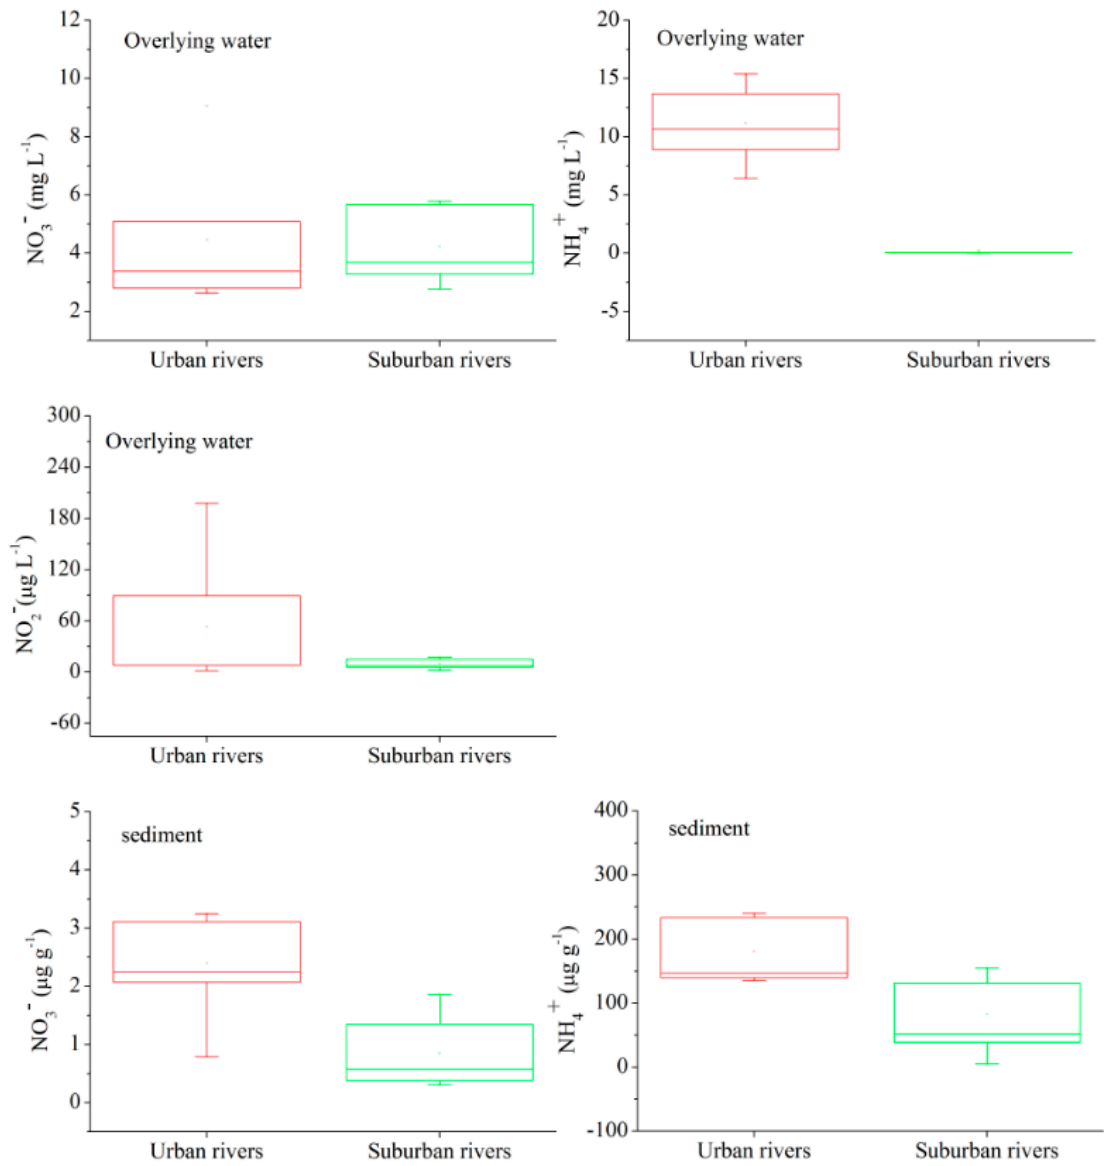 Overlying water
NO₃⁻ (mg L⁻¹)
12
10
8
6
4
2
Urban rivers
Suburban rivers
Overlying water
NH₄⁺ (mg L⁻¹)
20
15
10
5
0
-5
Urban rivers
Suburban rivers
Overlying water
NO₂⁻(μg L⁻¹)
300
240
180
120
60
0
-60
Urban rivers
Suburban rivers
sediment
NO₃⁻ (μg g⁻¹)
5
4
3
2
1
0
Urban rivers
Suburban rivers
sediment
NH₄⁺ (μg g⁻¹)
400
300
200
100
0
-100
Urban rivers
Suburban rivers